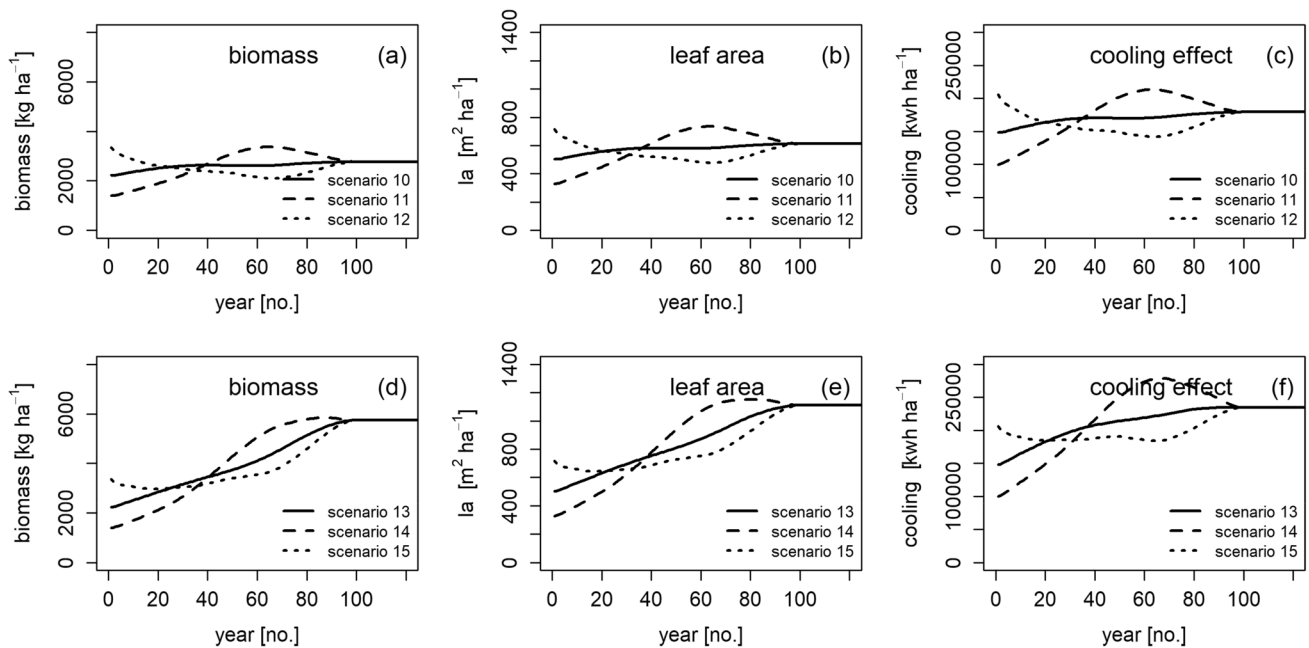 biomass (a)
biomass [kg ha−1]
6000
2000
0
scenario 10
scenario 11
scenario 12
0 20 40 60 80 100
year [no.]
leaf area (b)
la [m2 ha−1]
1400
800
400
0
scenario 10
scenario 11
scenario 12
0 20 40 60 80 100
year [no.]
cooling effect (c)
cooling [kwh ha−1]
250000
100000
0
scenario 10
scenario 11
scenario 12
0 20 40 60 80 100
year [no.]
biomass (d)
biomass [kg ha−1]
6000
2000
0
scenario 13
scenario 14
scenario 15
0 20 40 60 80 100
year [no.]
leaf area (e)
la [m2 ha−1]
1400
800
400
0
scenario 13
scenario 14
scenario 15
0 20 40 60 80 100
year [no.]
cooling effect (f)
cooling [kwh ha−1]
250000
100000
0
scenario 13
scenario 14
scenario 15
0 20 40 60 80 100
year [no.]